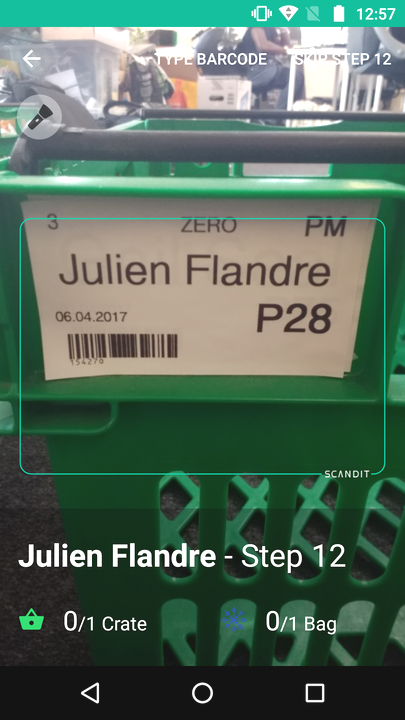 12:57
TYPE BARCODE
SKIP STEP 12
3 ZERO PM
Julien Flandre
06.04.2017 P28
154270
SCANDIT
Julien Flandre - Step 12
0/1 Crate 0/1 Bag